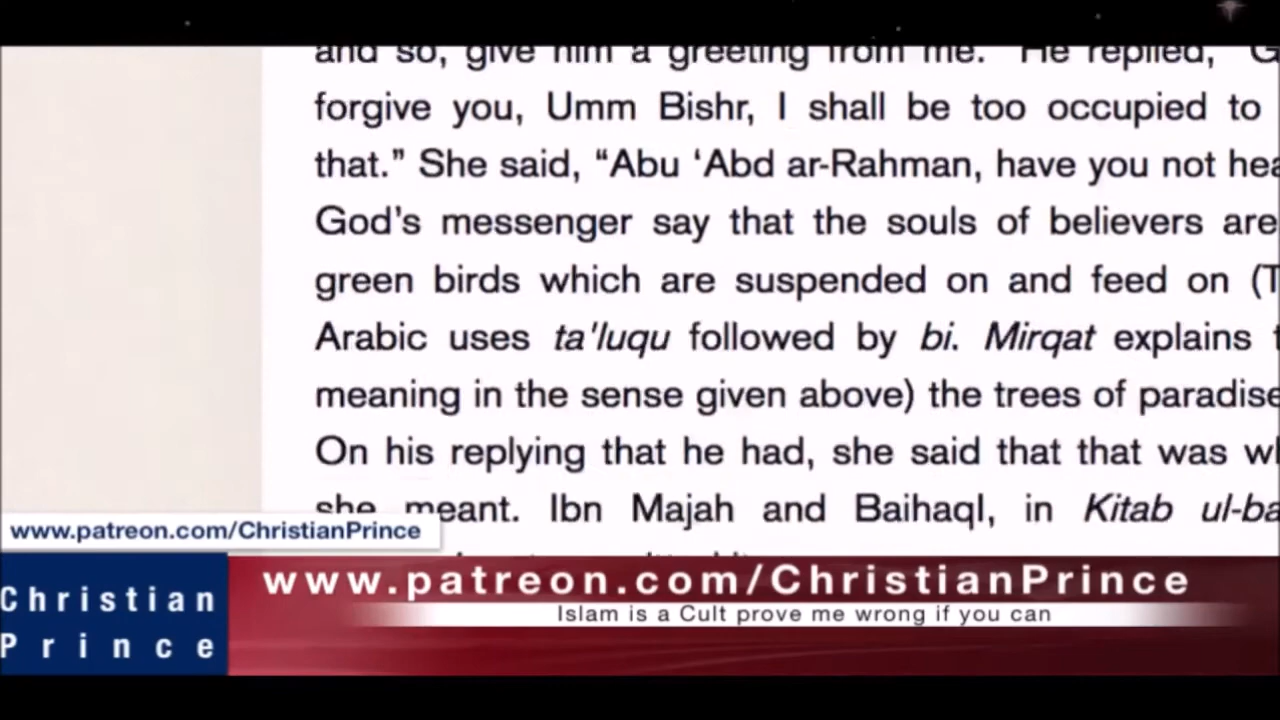 and so, give him a greeting from me." He replied, "G
forgive you, Umm Bishr, I shall be too occupied to
that.” She said, “Abu ‘Abd ar-Rahman, have you not hea
God’s messenger say that the souls of believers are
green birds which are suspended on and feed on (T
Arabic uses ta'luqu followed by bi. Mirqat explains t
meaning in the sense given above) the trees of paradise
On his replying that he had, she said that that was wh
she meant. Ibn Majah and Baihaql, in Kitab ul-ba
www.patreon.com/ChristianPrince
www.patreon.com/ChristianPrince
Islam is a Cult prove me wrong if you can
Christian
Prince